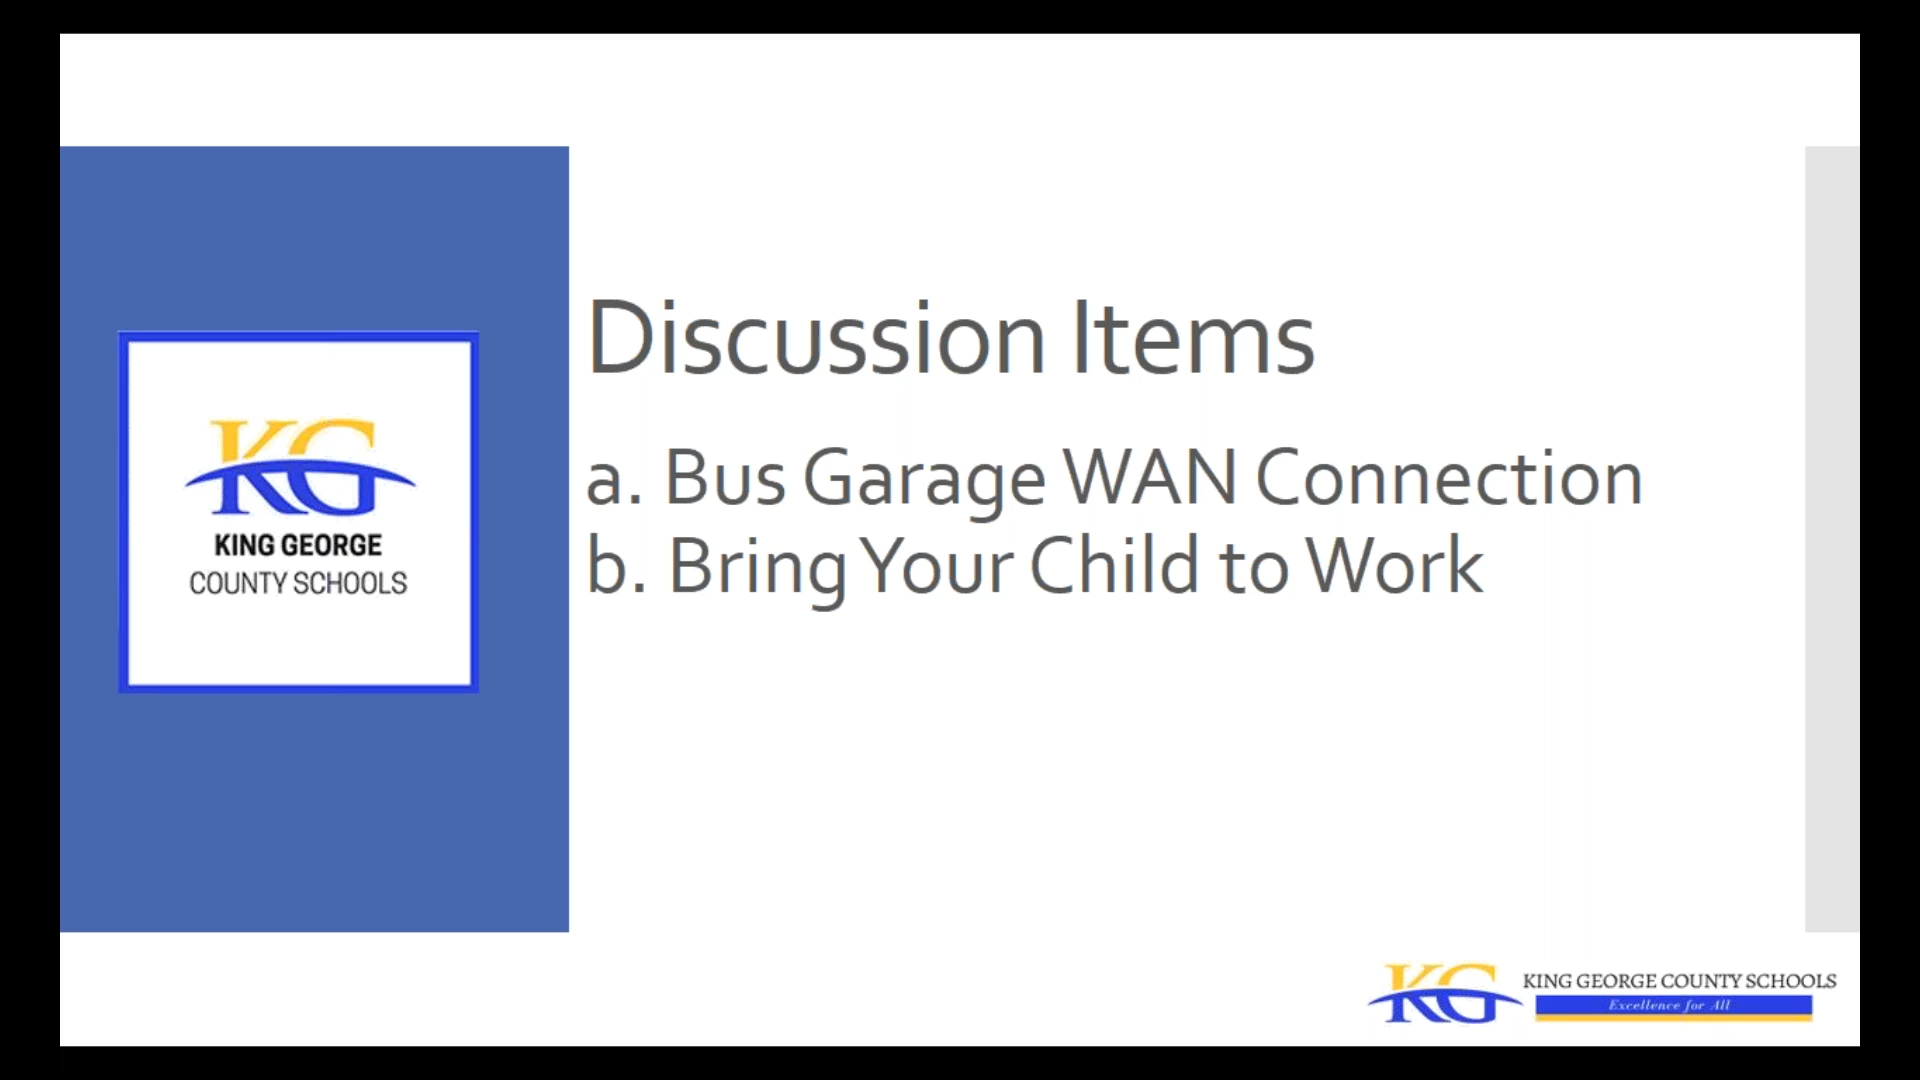 Discussion Items
a. Bus Garage WAN Connection
b. Bring Your Child to Work
KG
KING GEORGE
COUNTY SCHOOLS
KG
KING GEORGE COUNTY SCHOOLS
Excellence for All